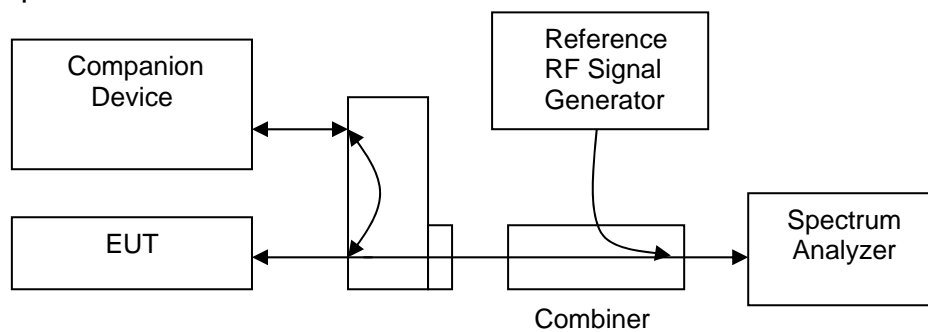 Companion
Device
Reference
RF Signal
Generator
EUT
Spectrum
Analyzer
Combiner